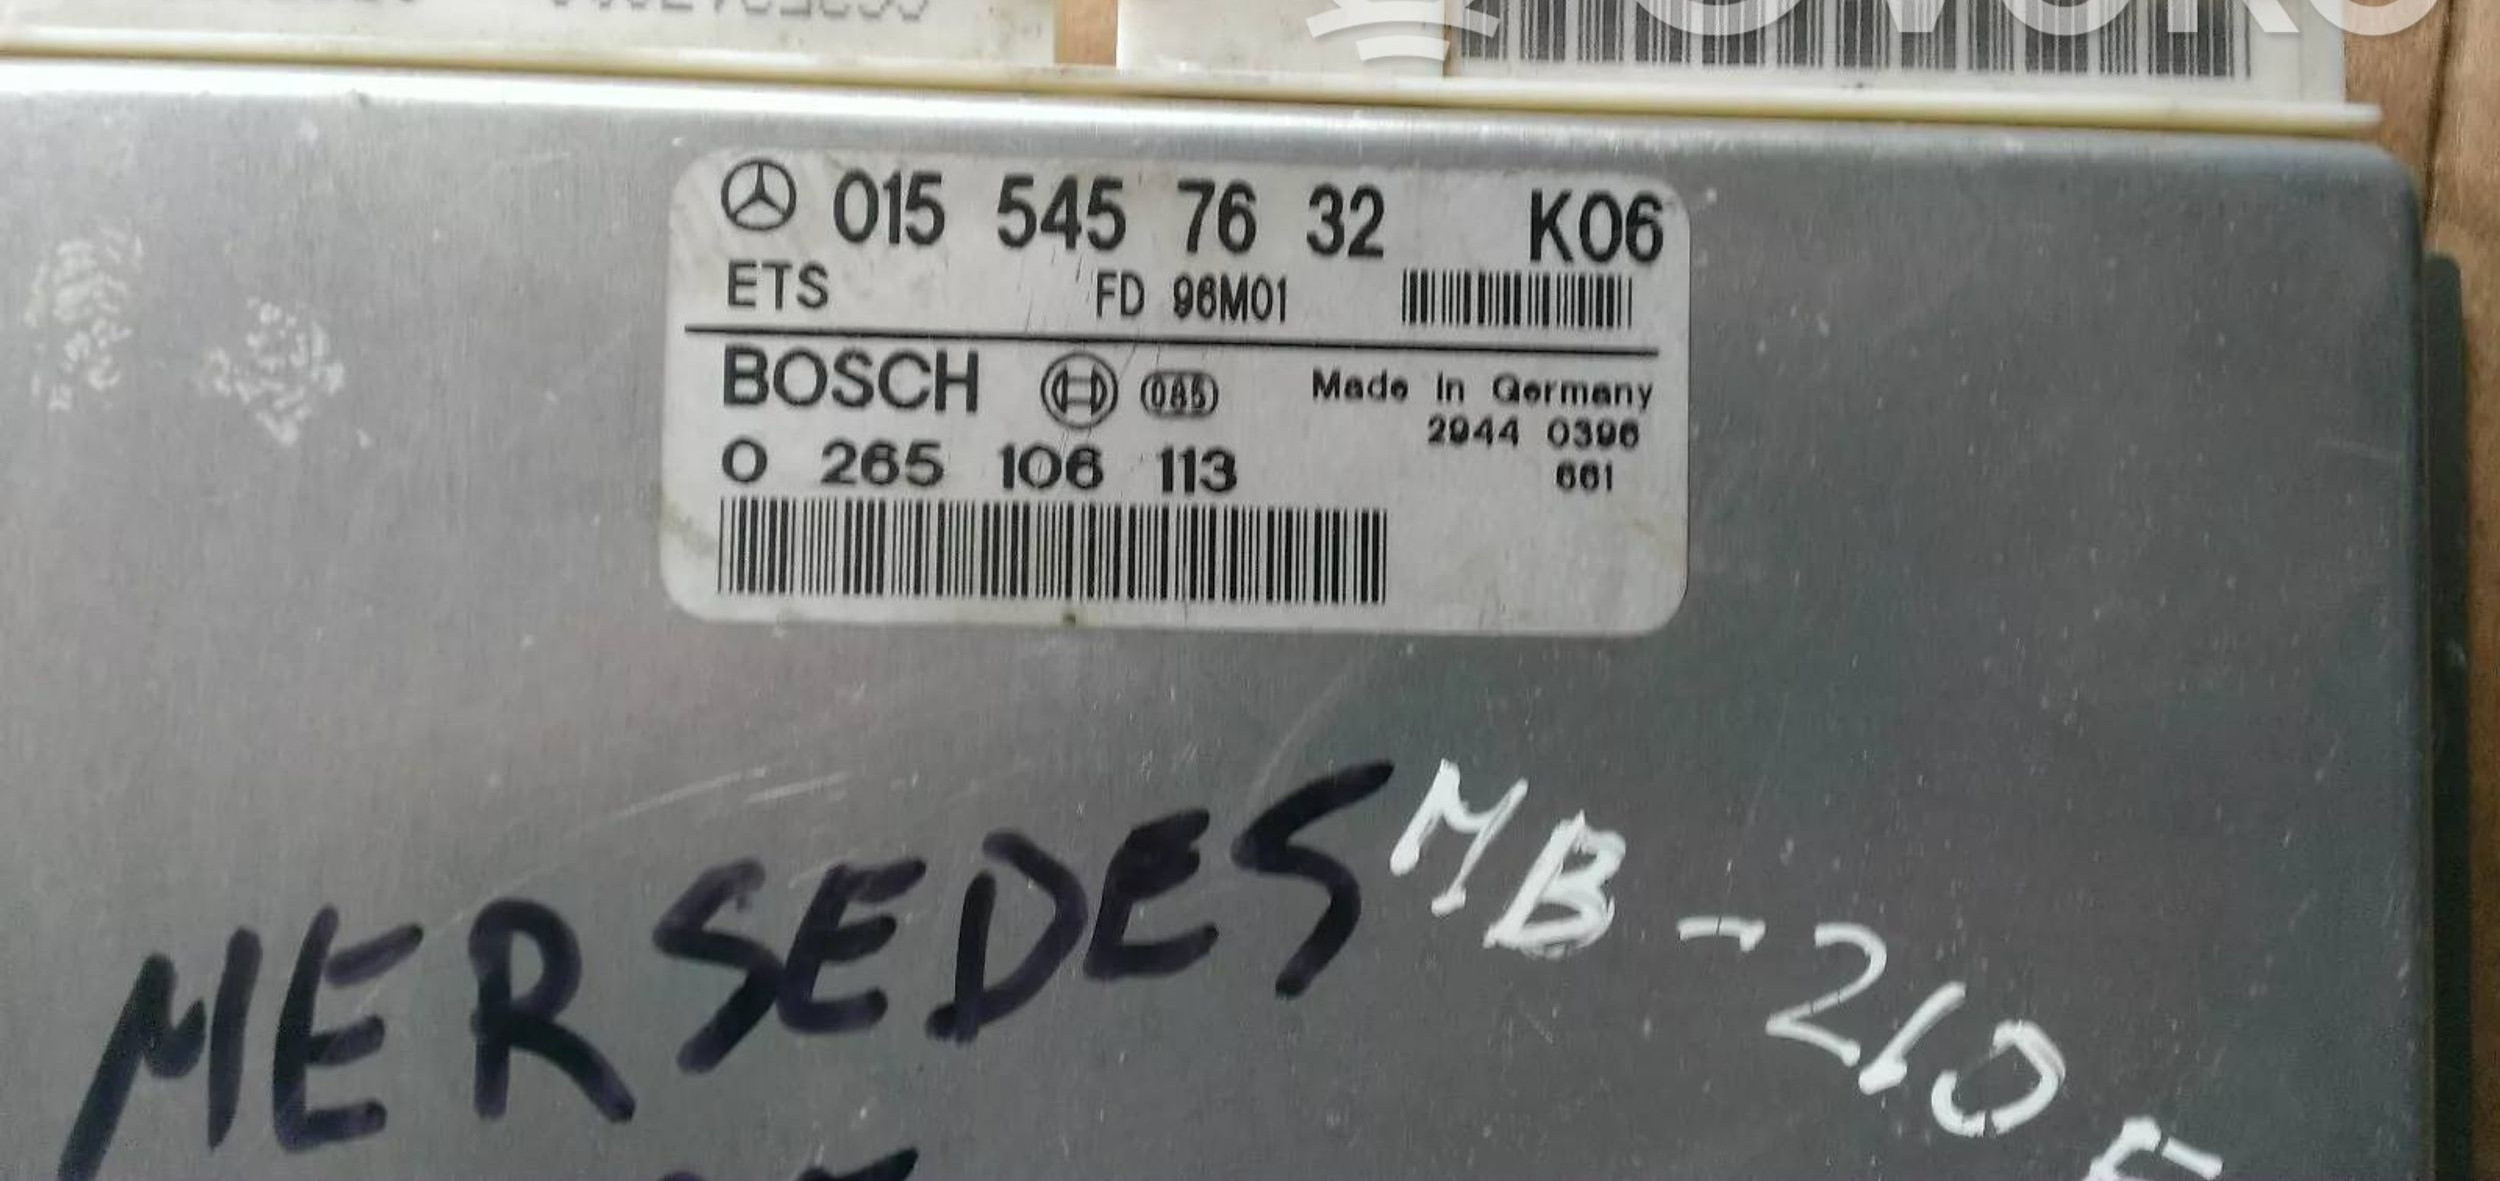 015 545 76 32 K06
ETS FD 96M01
BOSCH 085 Made in Germany
2944 0396
0 265 106 113 661
MERSEDES MB-210